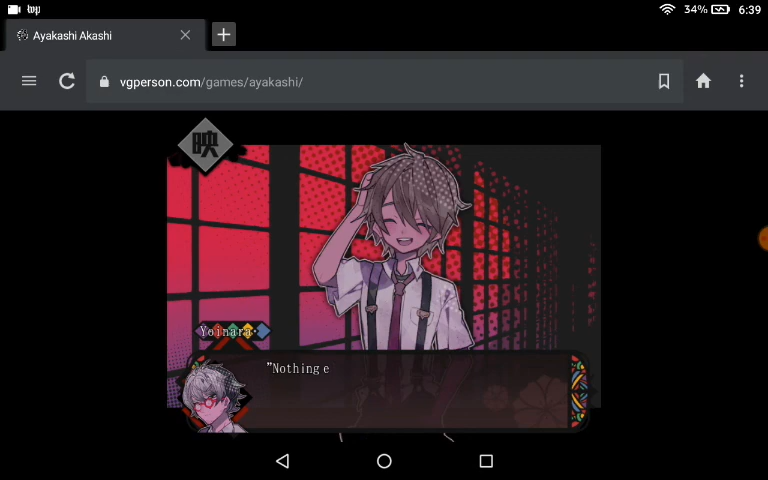 34%
6:39
Ayakashi Akashi
vgperson.com/games/ayakashi/
映
Yoinara
"Nothing e